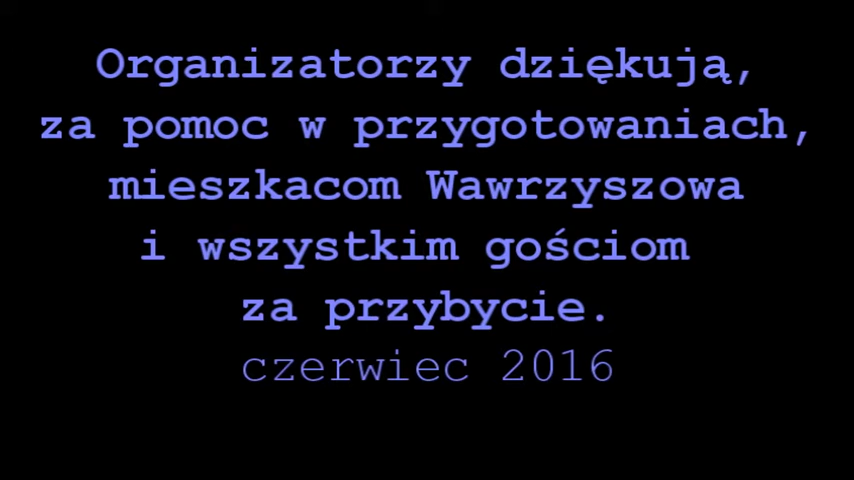 Organizatorzy dziękują,
za pomoc w przygotowaniach,
mieszkacom Wawrzyszowa
i wszystkim gościom
za przybycie.
czerwiec 2016